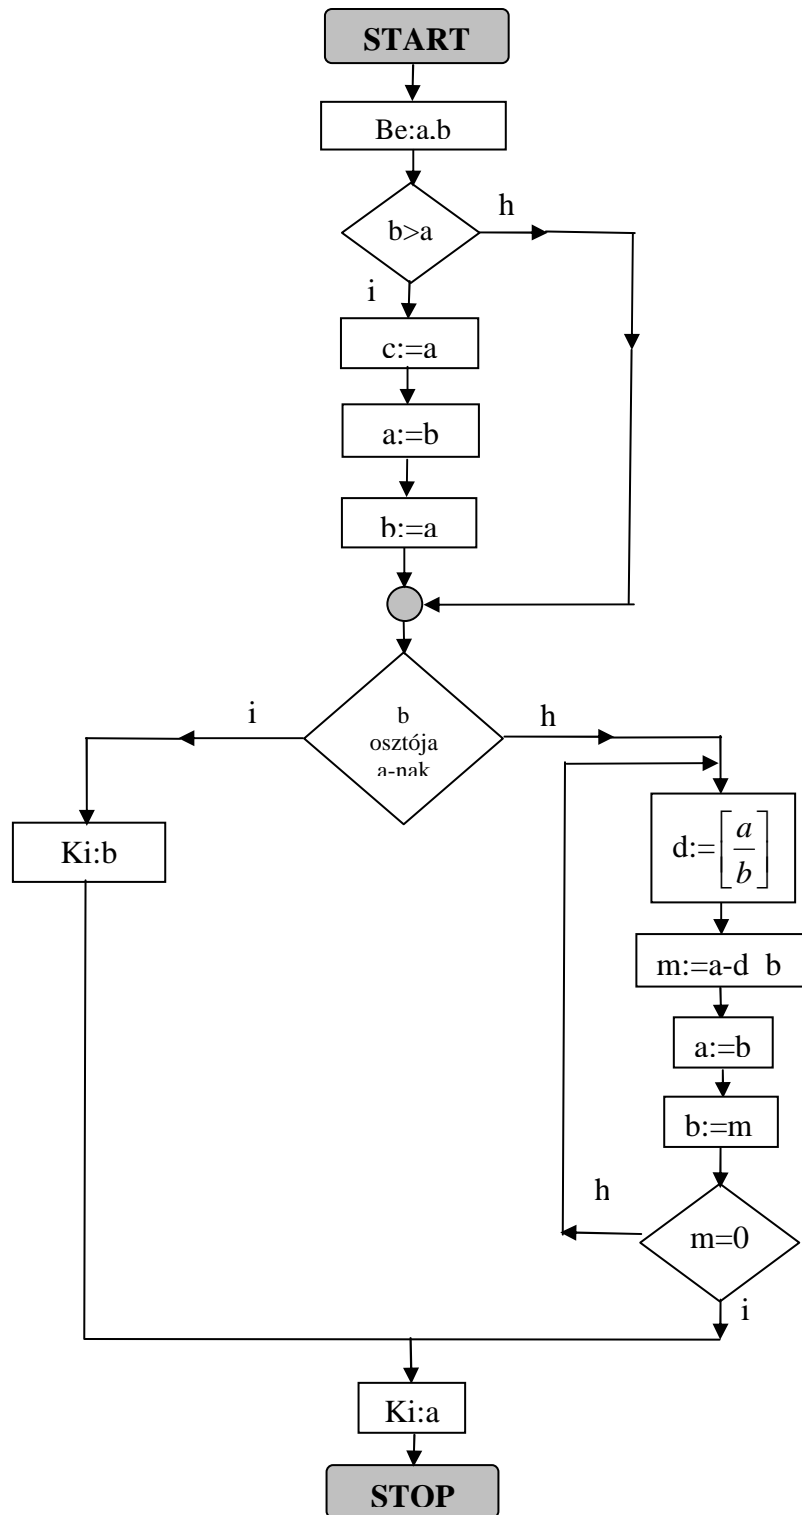 START
Be:a,b
b>a
h
i
c:=a
a:=b
b:=a
b
osztója
a-nak
i
h
Ki:b
d:=[a/b]
m:=a-d b
a:=b
b:=m
h
m=0
i
Ki:a
STOP